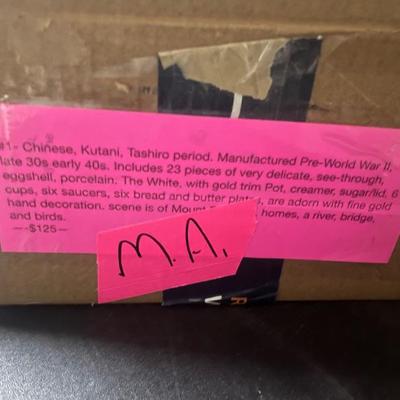 #1- Chinese, Kutani, Tashiro period. Manufactured Pre-World War II,
late 30s early 40s. Includes 23 pieces of very delicate, see-through,
eggshell, porcelain. The White, with gold trim Pot, creamer, sugar/lid, 6
cups, six saucers, six bread and butter plates, are adorn with fine gold
hand decoration. scene is of Mount homes, a river, bridge,
and birds.
—-$125—
M.A.
R
V